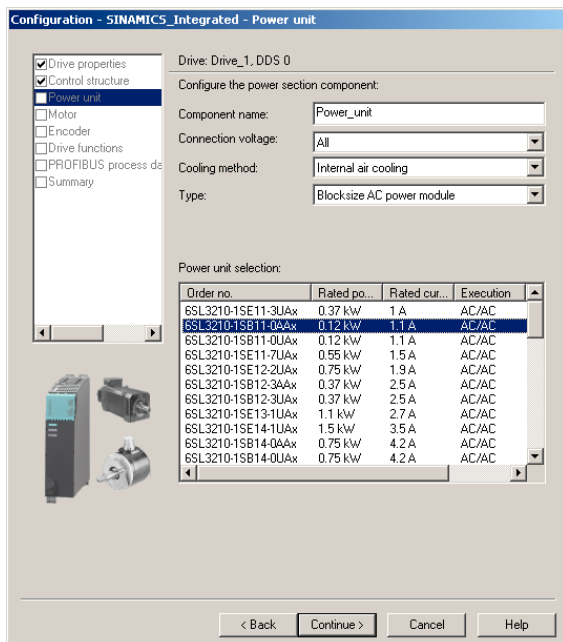 Configuration - SINAMICS_Integrated - Power unit
Drive properties
Control structure
Power unit
Motor
Encoder
Drive functions
PROFIBUS process da
Summary
Drive: Drive_1, DDS 0
Configure the power section component:
Component name: Power_unit
Connection voltage: All
Cooling method: Internal air cooling
Type: Blocksize AC power module
Power unit selection:
Order no. Rated po... Rated cur... Execution
6SL3210-1SE11-3UAx 0.37 kW 1 A AC/AC
6SL3210-1SB11-0AAx 0.12 kW 1.1 A AC/AC
6SL3210-1SB11-0UAx 0.12 kW 1.1 A AC/AC
6SL3210-1SE11-7UAx 0.55 kW 1.5 A AC/AC
6SL3210-1SE12-2UAx 0.75 kW 1.9 A AC/AC
6SL3210-1SB12-3AAx 0.37 kW 2.5 A AC/AC
6SL3210-1SB12-3UAx 0.37 kW 2.5 A AC/AC
6SL3210-1SE13-1UAx 1.1 kW 2.7 A AC/AC
6SL3210-1SE14-1UAx 1.5 kW 3.5 A AC/AC
6SL3210-1SB14-0AAx 0.75 kW 4.2 A AC/AC
6SL3210-1SB14-0UAx 0.75 kW 4.2 A AC/AC
< Back Continue > Cancel Help